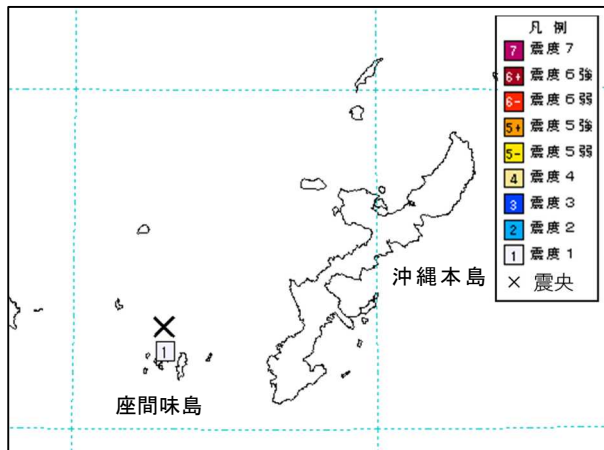 凡 例
7 震度7
6+ 震度6強
6- 震度6弱
5+ 震度5強
5- 震度5弱
4 震度4
3 震度3
2 震度2
1 震度1
× 震央
沖縄本島
1
座間味島